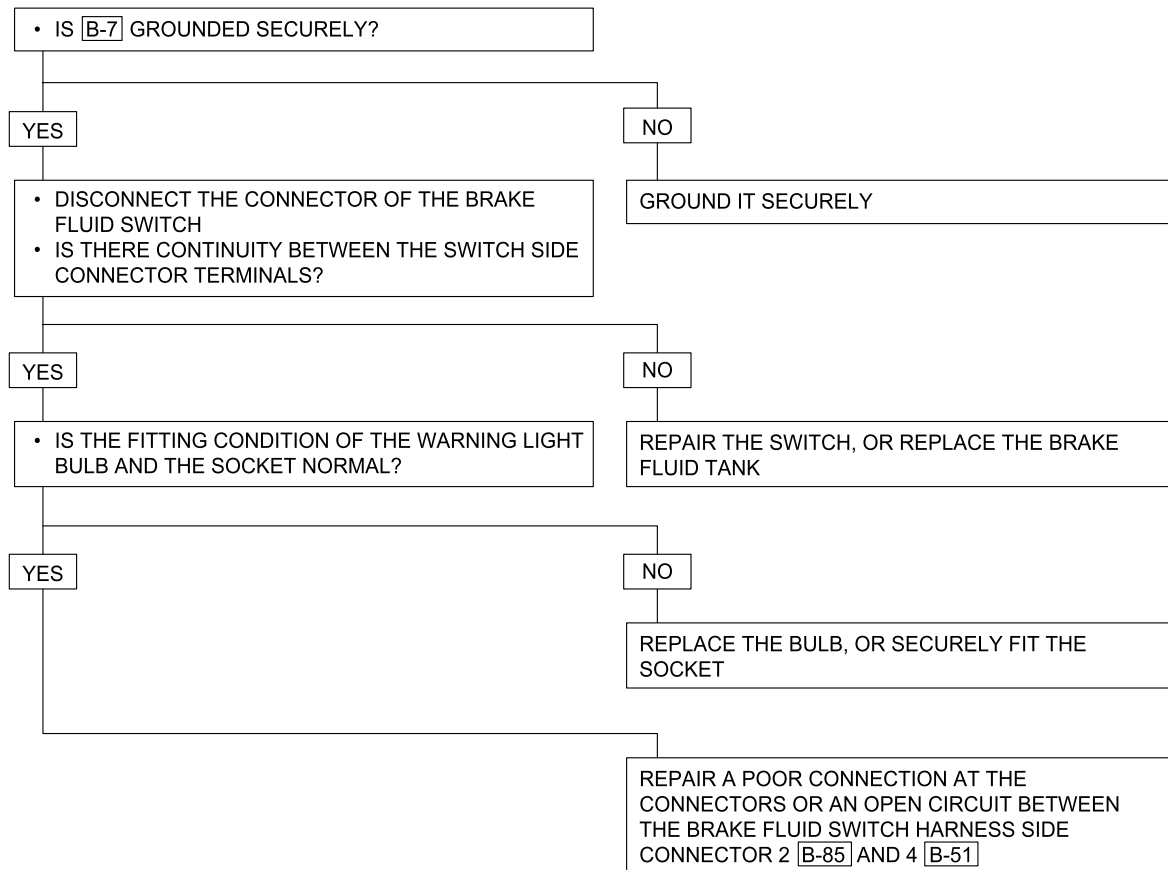 • IS B-7 GROUNDED SECURELY?
YES
NO
• DISCONNECT THE CONNECTOR OF THE BRAKE
FLUID SWITCH
• IS THERE CONTINUITY BETWEEN THE SWITCH SIDE
CONNECTOR TERMINALS?
GROUND IT SECURELY
YES
NO
• IS THE FITTING CONDITION OF THE WARNING LIGHT
BULB AND THE SOCKET NORMAL?
REPAIR THE SWITCH, OR REPLACE THE BRAKE
FLUID TANK
YES
NO
REPLACE THE BULB, OR SECURELY FIT THE
SOCKET
REPAIR A POOR CONNECTION AT THE
CONNECTORS OR AN OPEN CIRCUIT BETWEEN
THE BRAKE FLUID SWITCH HARNESS SIDE
CONNECTOR 2 B-85 AND 4 B-51